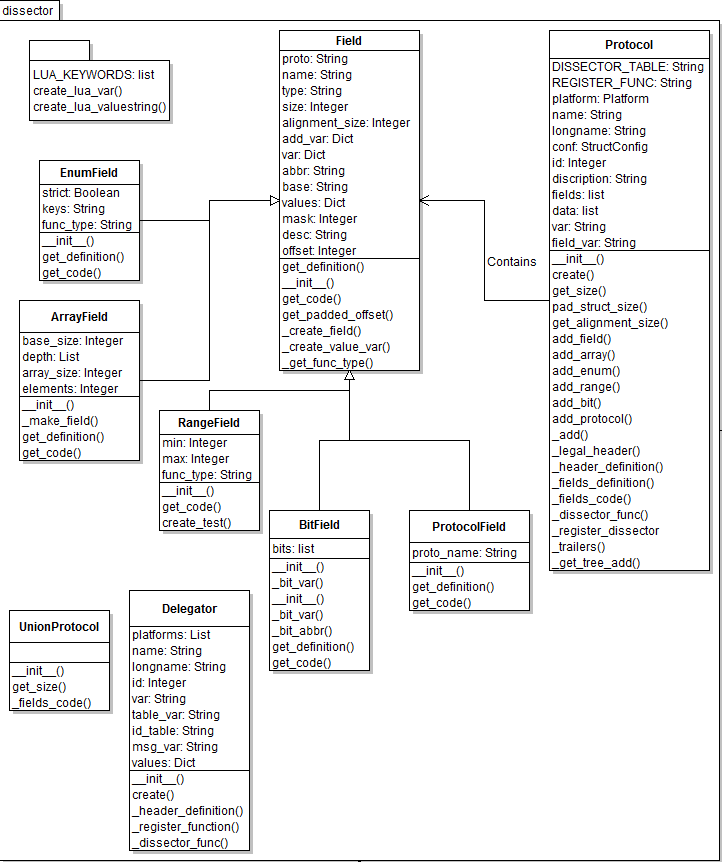 dissector
LUA_KEYWORDS: list
create_lua_var()
create_lua_valuestring()
Field
proto: String
name: String
type: String
size: Integer
alignment_size: Integer
add_var: Dict
var: Dict
abbr: String
base: String
values: Dict
mask: Integer
desc: String
offset: Integer
get_definition()
__init__()
get_code()
get_padded_offset()
_create_field()
_create_value_var()
_get_func_type()
Protocol
DISSECTOR_TABLE: String
REGISTER_FUNC: String
platform: Platform
name: String
longname: String
conf: StructConfig
id: Integer
discription: String
fields: list
data: list
var: String
field_var: String
__init__()
create()
get_size()
pad_struct_size()
get_alignment_size()
add_field()
add_array()
add_enum()
add_range()
add_bit()
add_protocol()
_add()
_legal_header()
_header_definition()
_fields_definition()
_fields_code()
_dissector_func()
_register_dissector
_trailers()
_get_tree_add()
Contains
EnumField
strict: Boolean
keys: String
func_type: String
__init__()
get_definition()
get_code()
ArrayField
base_size: Integer
depth: List
array_size: Integer
elements: Integer
__init__()
_make_field()
get_definition()
get_code()
RangeField
min: Integer
max: Integer
func_type: String
__init__()
get_code()
create_test()
BitField
bits: list
__init__()
_bit_var()
__init__()
_bit_var()
_bit_abbr()
get_definition()
get_code()
ProtocolField
proto_name: String
__init__()
get_definition()
get_code()
UnionProtocol
__init__()
get_size()
_fields_code()
Delegator
platforms: List
name: String
longname: String
id: Integer
var: String
table_var: String
id_table: String
msg_var: String
values: Dict
__init__()
create()
_header_definition()
_register_function()
_dissector_func()